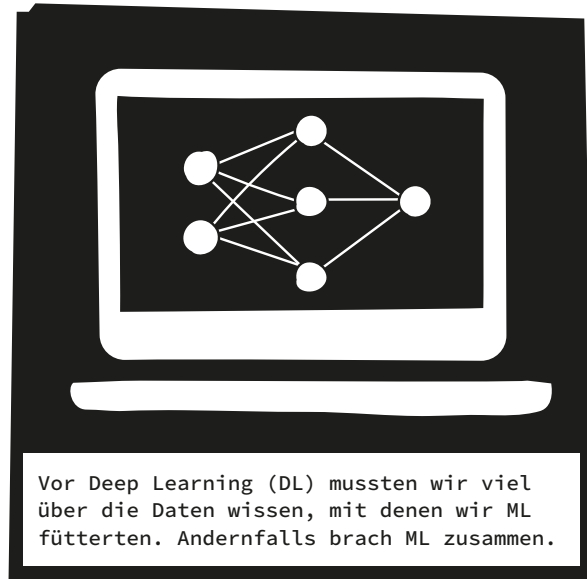 Vor Deep Learning (DL) mussten wir viel
über die Daten wissen, mit denen wir ML
fütterten. Andernfalls brach ML zusammen.